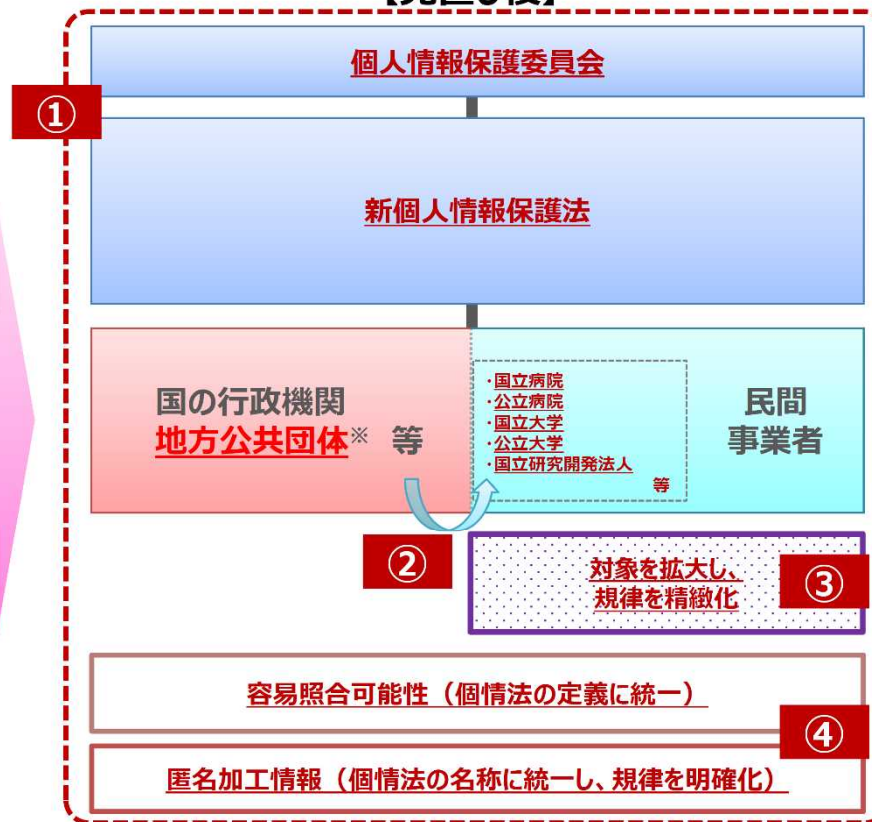 【見直し後】
①
個人情報保護委員会
新個人情報保護法
国の行政機関
地方公共団体※ 等
・国立病院
・公立病院
・国立大学
・公立大学
・国立研究開発法人
等
民間
事業者
②
対象を拡大し、
規律を精緻化
③
容易照合可能性（個情法の定義に統一）
④
匿名加工情報（個情法の名称に統一し、規律を明確化）